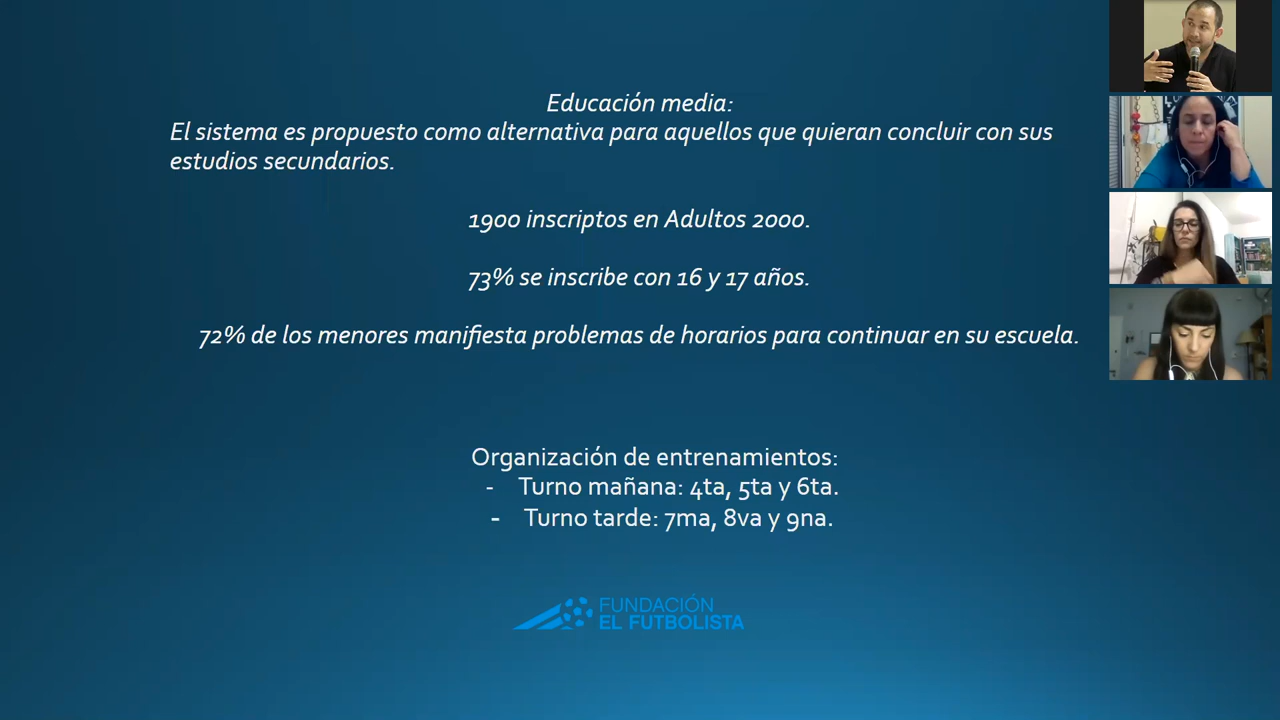 Educación media:
El sistema es propuesto como alternativa para aquellos que quieran concluir con sus
estudios secundarios.
1900 inscriptos en Adultos 2000.
73% se inscribe con 16 y 17 años.
72% de los menores manifiesta problemas de horarios para continuar en su escuela.
Organización de entrenamientos:
- Turno mañana: 4ta, 5ta y 6ta.
- Turno tarde: 7ma, 8va y 9na.
FUNDACIÓN
EL FUTBOLISTA